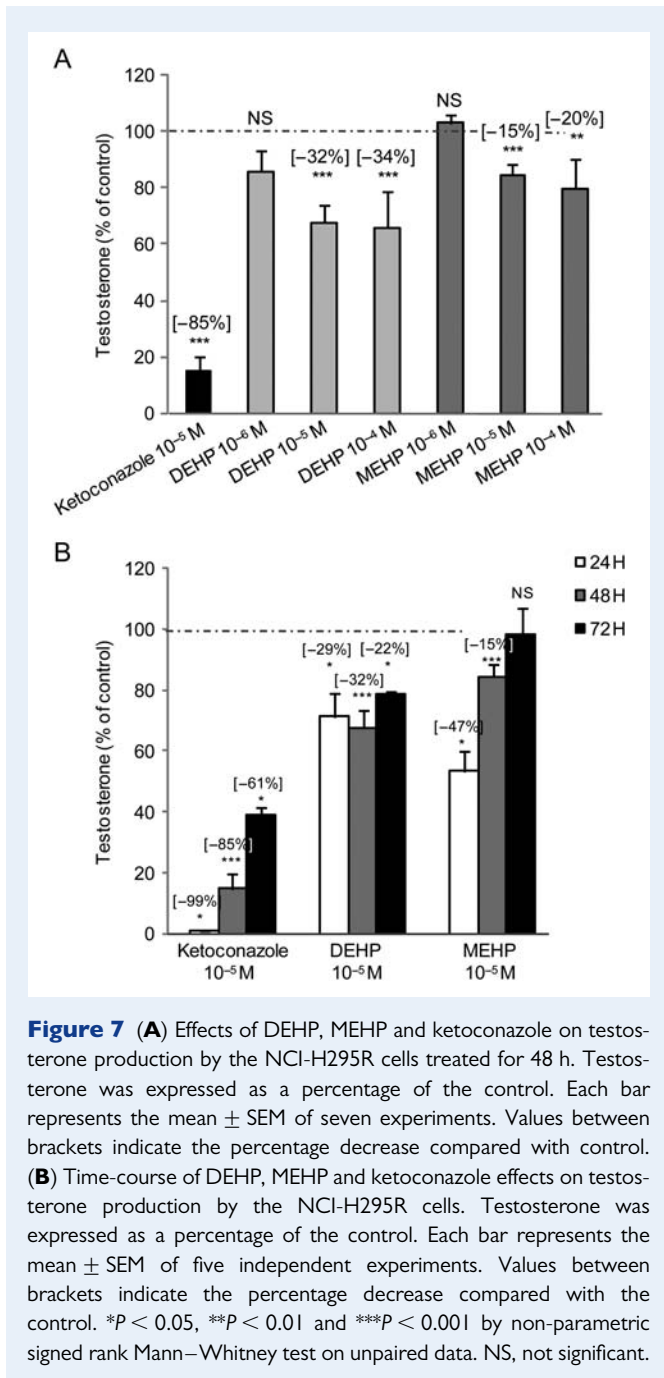 A
120
100
80
60
40
20
0
Testosterone (% of control)
[−85%]
***
NS
[−32%]
***
[−34%]
***
NS
[−15%]
***
[−20%]
**
Ketoconazole 10⁻⁵ M
DEHP 10⁻⁶ M
DEHP 10⁻⁵ M
DEHP 10⁻⁴ M
MEHP 10⁻⁶ M
MEHP 10⁻⁵ M
MEHP 10⁻⁴ M
B
120
100
80
60
40
20
0
Testosterone (% of control)
24H
48H
72H
[−99%]
*
[−85%]
***
[−61%]
*
[−29%]
*
[−32%]
***
[−22%]
*
[−47%]
*
[−15%]
***
NS
Ketoconazole
10⁻⁵M
DEHP
10⁻⁵M
MEHP
10⁻⁵M
Figure 7 (A) Effects of DEHP, MEHP and ketoconazole on testos-
terone production by the NCI-H295R cells treated for 48 h. Testos-
terone was expressed as a percentage of the control. Each bar
represents the mean ± SEM of seven experiments. Values between
brackets indicate the percentage decrease compared with control.
(B) Time-course of DEHP, MEHP and ketoconazole effects on testos-
terone production by the NCI-H295R cells. Testosterone was
expressed as a percentage of the control. Each bar represents the
mean ± SEM of five independent experiments. Values between
brackets indicate the percentage decrease compared with the
control. *P < 0.05, **P < 0.01 and ***P < 0.001 by non-parametric
signed rank Mann–Whitney test on unpaired data. NS, not significant.